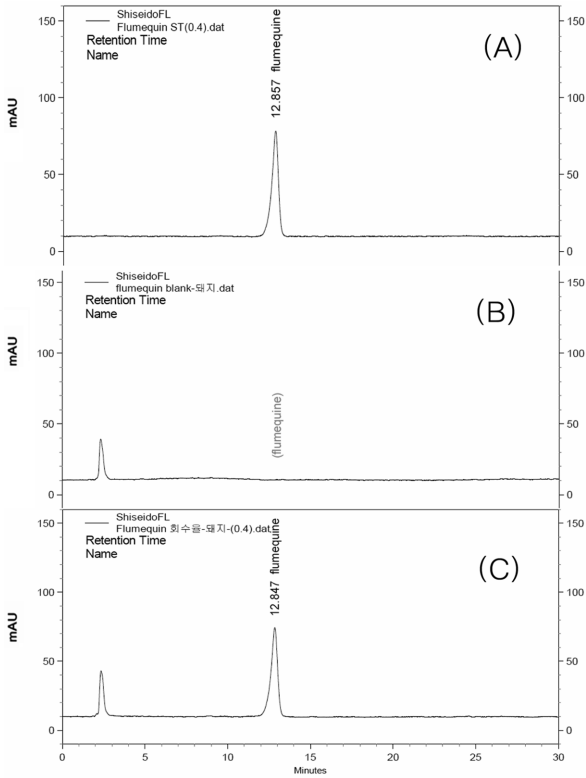 ShiseidoFL
Flumequin ST(0.4).dat
Retention Time
Name
(A)
12.857 flumequine
mAU
150
100
50
0
150
100
50
0
ShiseidoFL
flumequin blank-돼지.dat
Retention Time
Name
(B)
(flumequine)
mAU
150
100
50
0
150
100
50
0
ShiseidoFL
Flumequin 회수율-돼지-(0.4).dat
Retention Time
Name
(C)
12.847 flumequine
mAU
150
100
50
0
150
100
50
0
0 5 10 15 20 25 30
Minutes